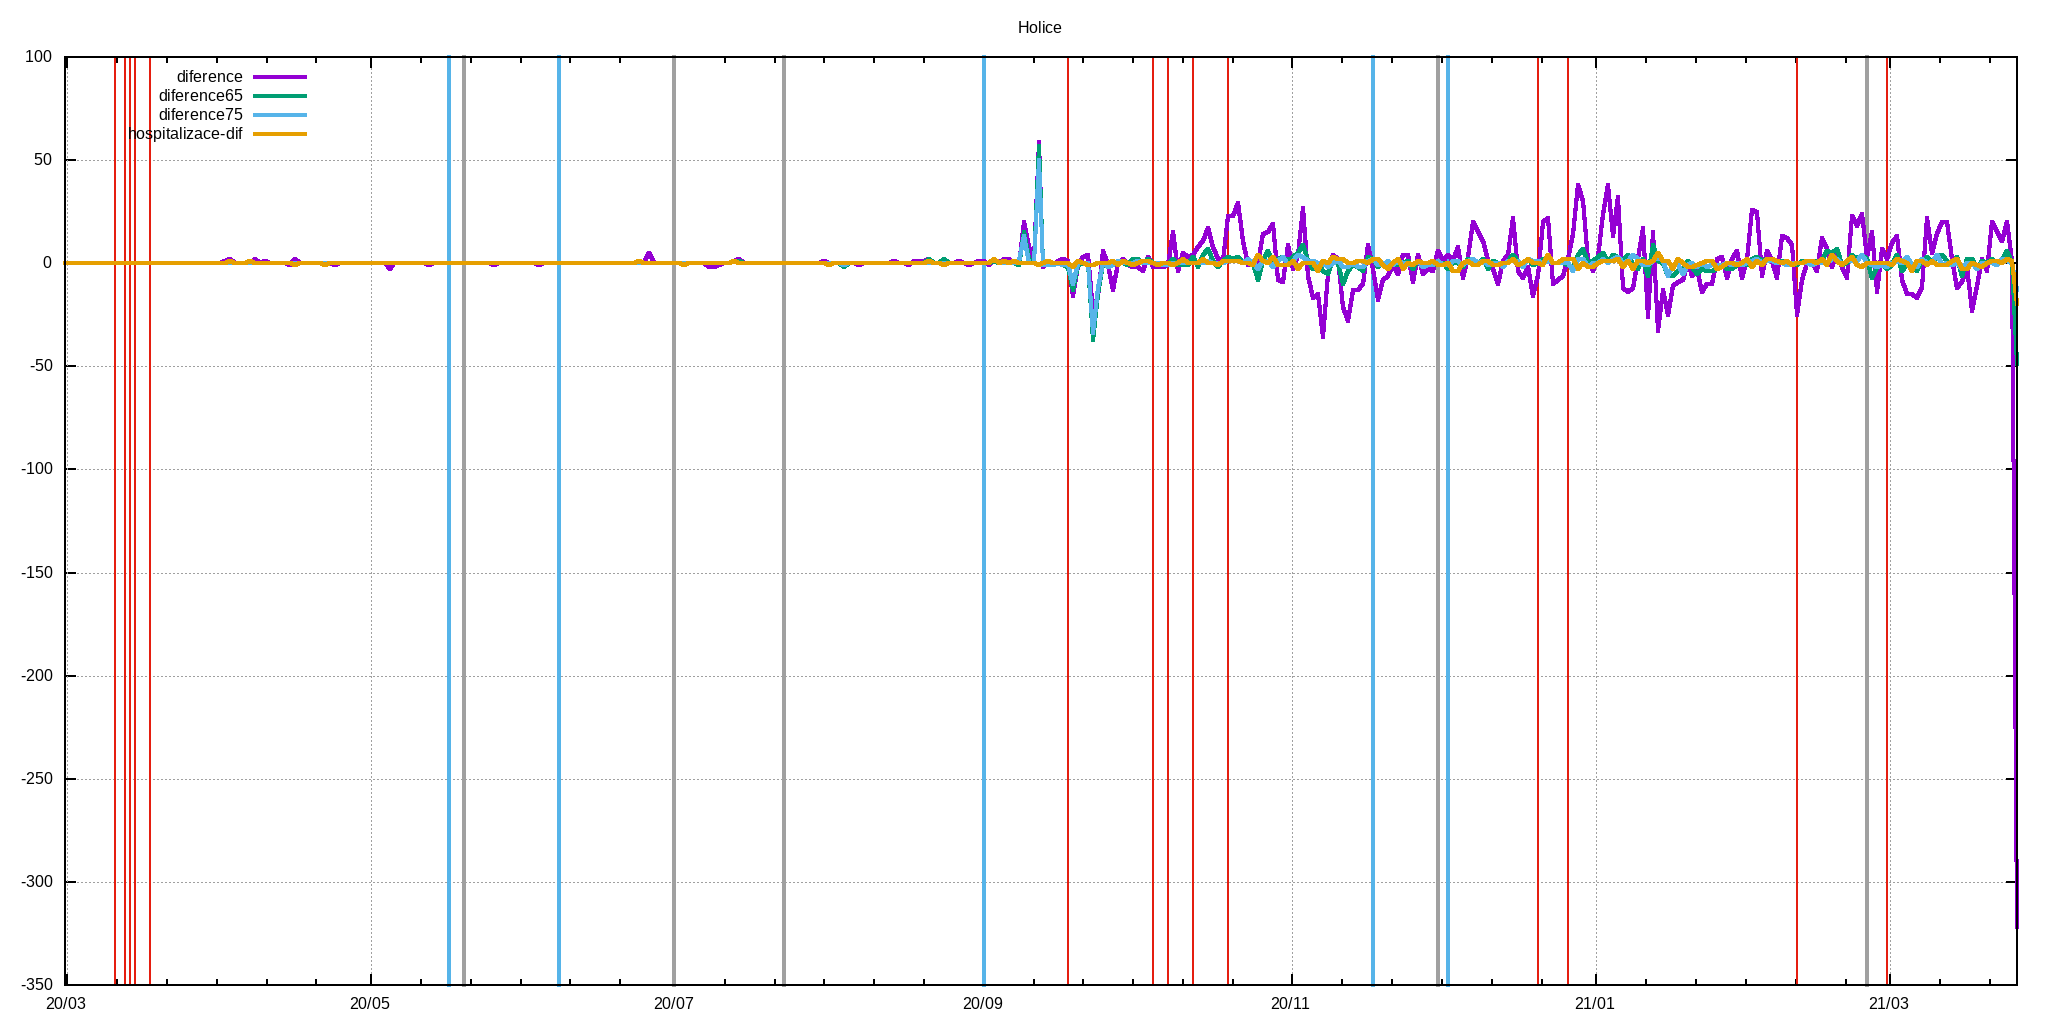 Holice
100
diference
diference65
diference75
hospitalizace-dif
50
0
-50
-100
-150
-200
-250
-300
-350
20/03 20/05 20/07 20/09 20/11 21/01 21/03